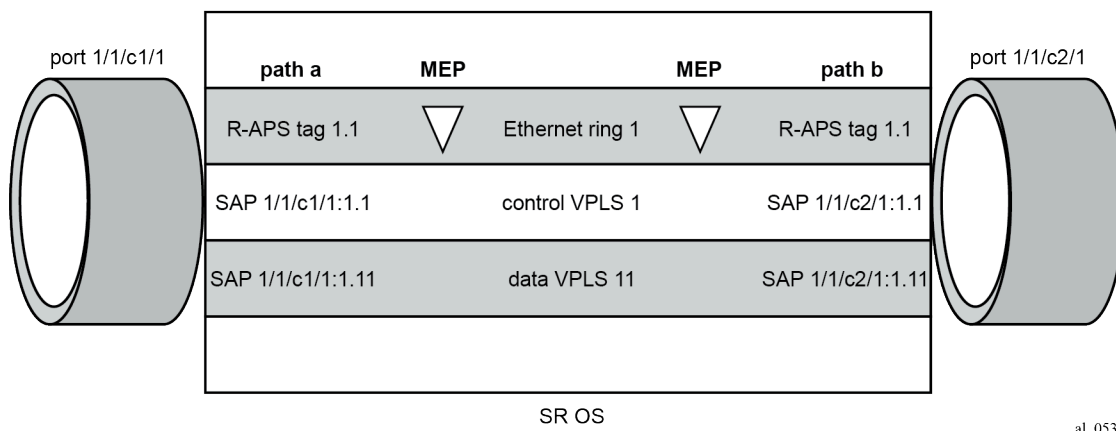 port 1/1/c1/1
port 1/1/c2/1
path a MEP MEP path b
R-APS tag 1.1 Ethernet ring 1 R-APS tag 1.1
SAP 1/1/c1/1:1.1 control VPLS 1 SAP 1/1/c2/1:1.1
SAP 1/1/c1/1:1.11 data VPLS 11 SAP 1/1/c2/1:1.11
SR OS
al_053